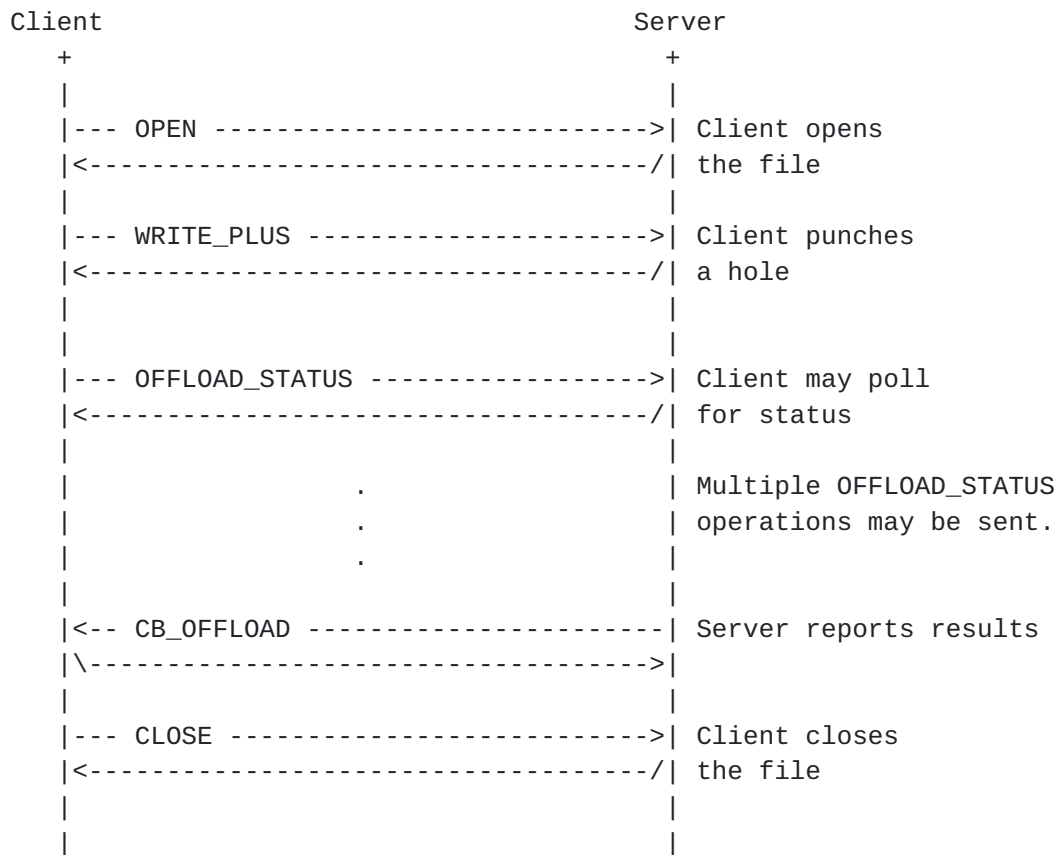 Client                                  Server
   +                                       +
   |                                       |
   |--- OPEN ---------------------------->| Client opens
   |<------------------------------------/| the file
   |                                       |
   |--- WRITE_PLUS ---------------------->| Client punches
   |<------------------------------------/| a hole
   |                                       |
   |                                       |
   |--- OFFLOAD_STATUS ------------------>| Client may poll
   |<------------------------------------/| for status
   |                                       |
   |                  .                    | Multiple OFFLOAD_STATUS
   |                  .                    | operations may be sent.
   |                  .                    |
   |                                       |
   |<-- CB_OFFLOAD -----------------------| Server reports results
   |\------------------------------------>|
   |                                       |
   |--- CLOSE --------------------------->| Client closes
   |<------------------------------------/| the file
   |                                       |
   |                                       |